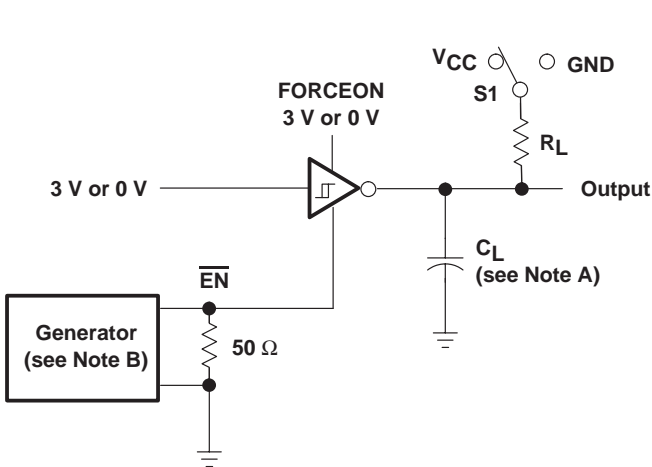 VCC
GND
S1
FORCEON
3 V or 0 V
RL
3 V or 0 V
Output
CL
(see Note A)
EN
Generator
(see Note B)
50 Ω